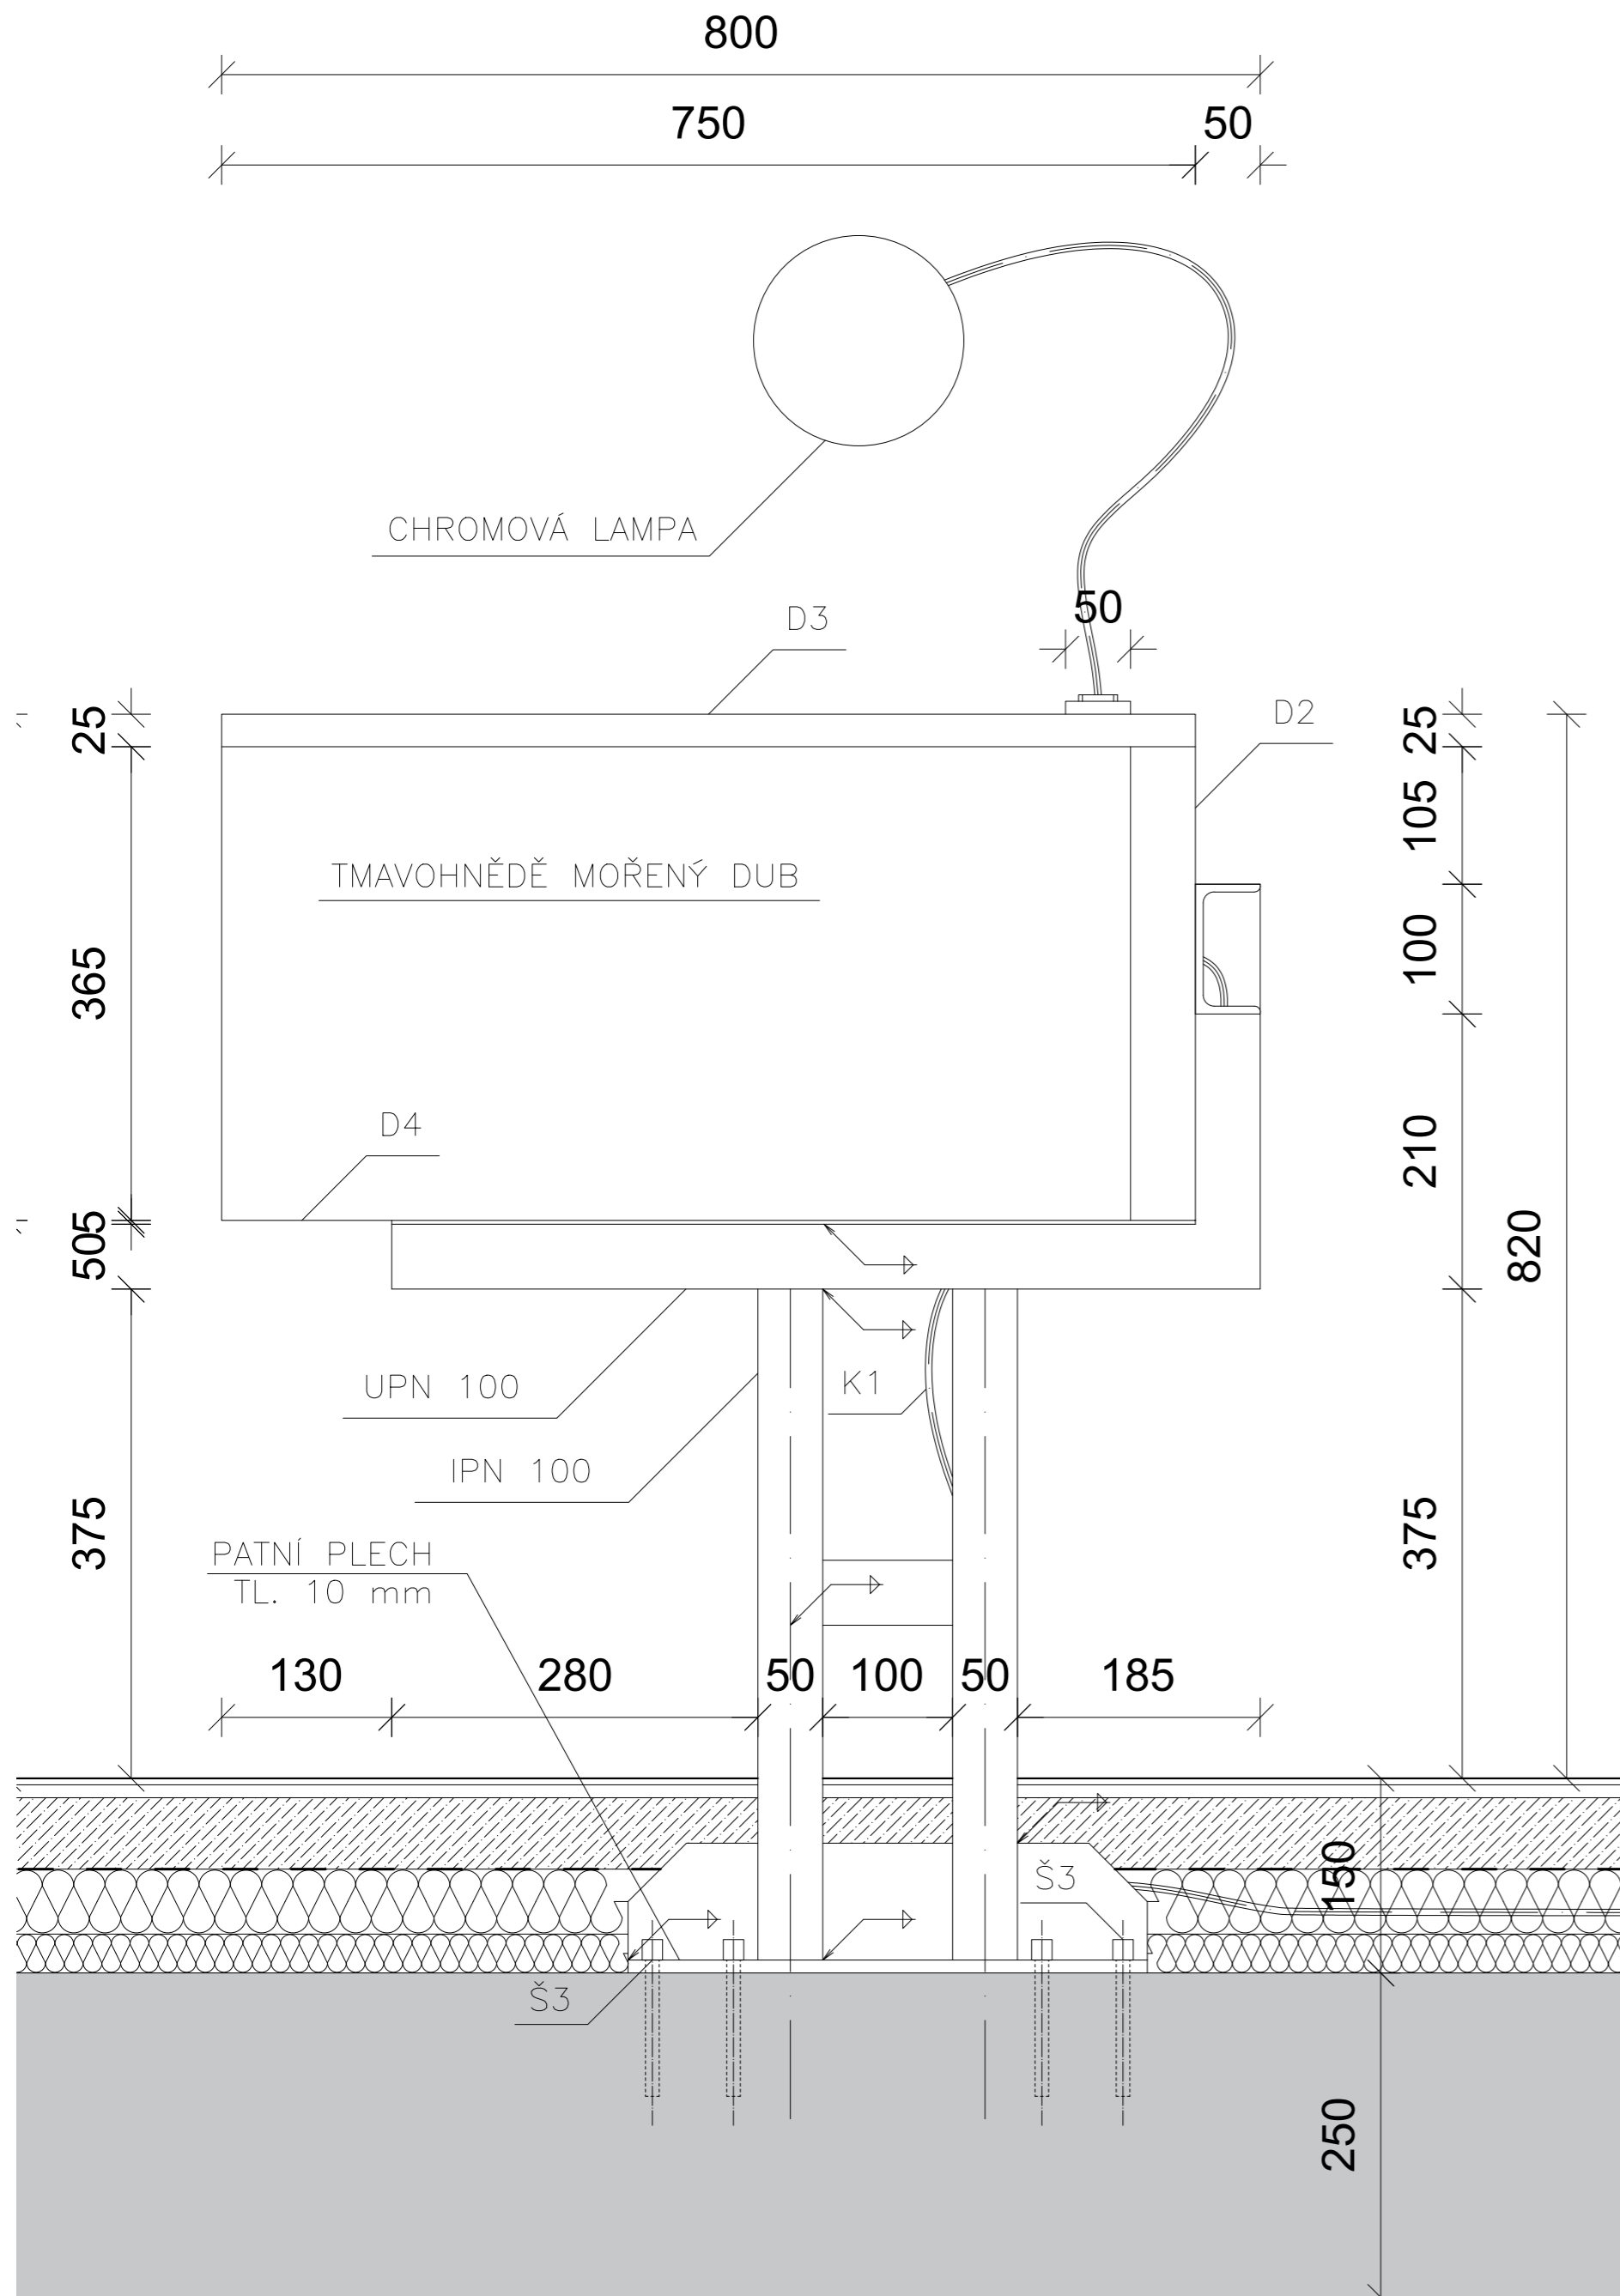 800
750
50
CHROMOVÁ LAMPA
50
D3
D2
25
25
105
TMAVOHNĚDĚ MOŘENÝ DUB
365
100
D4
210
505
820
UPN 100
K1
IPN 100
375
375
PATNÍ PLECH
TL. 10 mm
130
280
50
100
50
185
150
Š3
Š3
250